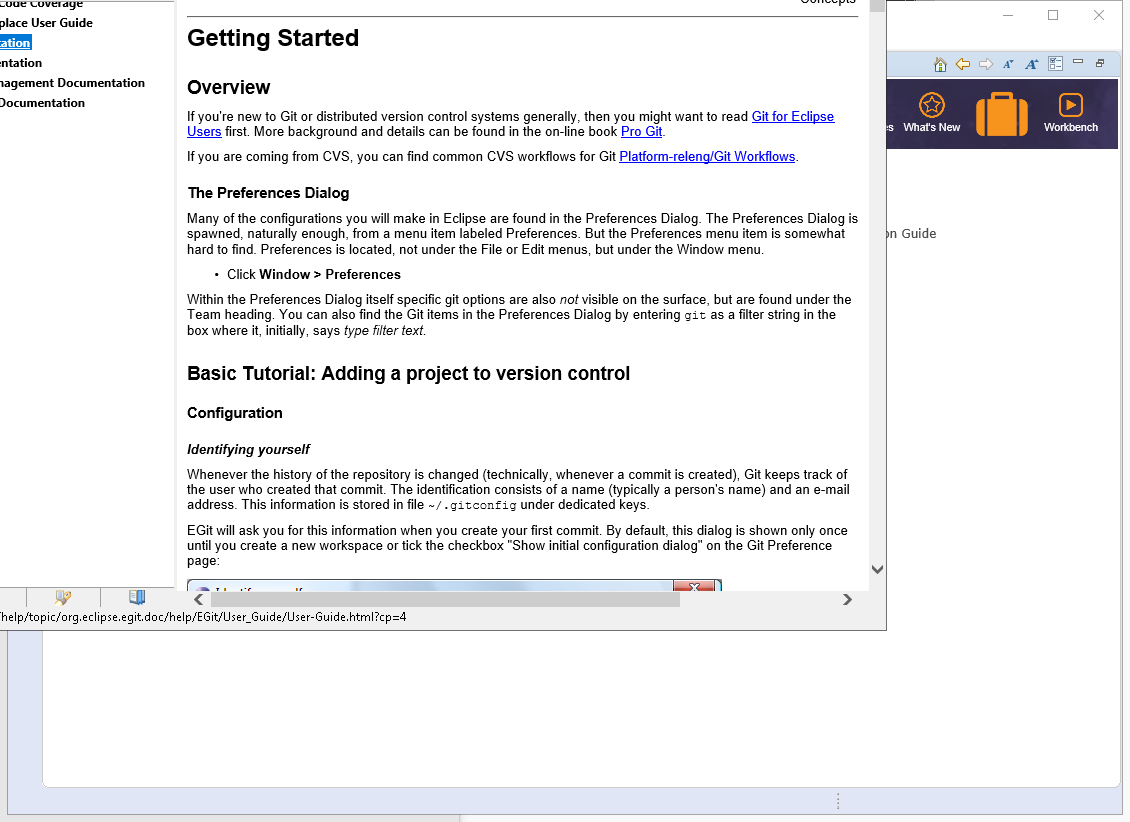 Code Coverage
place User Guide
ation
entation
nagement Documentation
Documentation
Concepts
Getting Started
Overview
If you're new to Git or distributed version control systems generally, then you might want to read Git for Eclipse
Users first. More background and details can be found in the on-line book Pro Git.
If you are coming from CVS, you can find common CVS workflows for Git Platform-releng/Git Workflows.
The Preferences Dialog
Many of the configurations you will make in Eclipse are found in the Preferences Dialog. The Preferences Dialog is
spawned, naturally enough, from a menu item labeled Preferences. But the Preferences menu item is somewhat
hard to find. Preferences is located, not under the File or Edit menus, but under the Window menu.
• Click Window > Preferences
Within the Preferences Dialog itself specific git options are also not visible on the surface, but are found under the
Team heading. You can also find the Git items in the Preferences Dialog by entering git as a filter string in the
box where it, initially, says type filter text.
Basic Tutorial: Adding a project to version control
Configuration
Identifying yourself
Whenever the history of the repository is changed (technically, whenever a commit is created), Git keeps track of
the user who created that commit. The identification consists of a name (typically a person's name) and an e-mail
address. This information is stored in file ~/.gitconfig under dedicated keys.
EGit will ask you for this information when you create your first commit. By default, this dialog is shown only once
until you create a new workspace or tick the checkbox "Show initial configuration dialog" on the Git Preference
page:
/help/topic/org.eclipse.egit.doc/help/EGit/User_Guide/User-Guide.html?cp=4
es
What's New
Workbench
on Guide